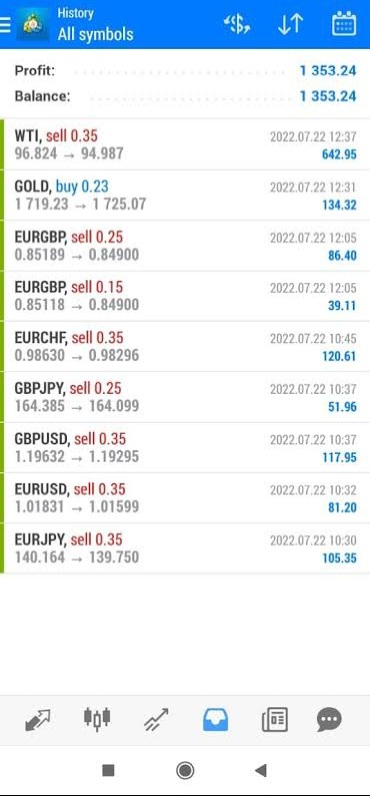 History
All symbols
Profit: 1 353.24
Balance: 1 353.24
WTI, sell 0.35 2022.07.22 12:37
96.824 → 94.987 642.95
GOLD, buy 0.23 2022.07.22 12:31
1 719.23 → 1 725.07 134.32
EURGBP, sell 0.25 2022.07.22 12:05
0.85189 → 0.84900 86.40
EURGBP, sell 0.15 2022.07.22 12:05
0.85118 → 0.84900 39.11
EURCHF, sell 0.35 2022.07.22 10:45
0.98630 → 0.98296 120.61
GBPJPY, sell 0.25 2022.07.22 10:37
164.385 → 164.099 51.96
GBPUSD, sell 0.35 2022.07.22 10:37
1.19632 → 1.19295 117.95
EURUSD, sell 0.35 2022.07.22 10:32
1.01831 → 1.01599 81.20
EURJPY, sell 0.35 2022.07.22 10:30
140.164 → 139.750 105.35